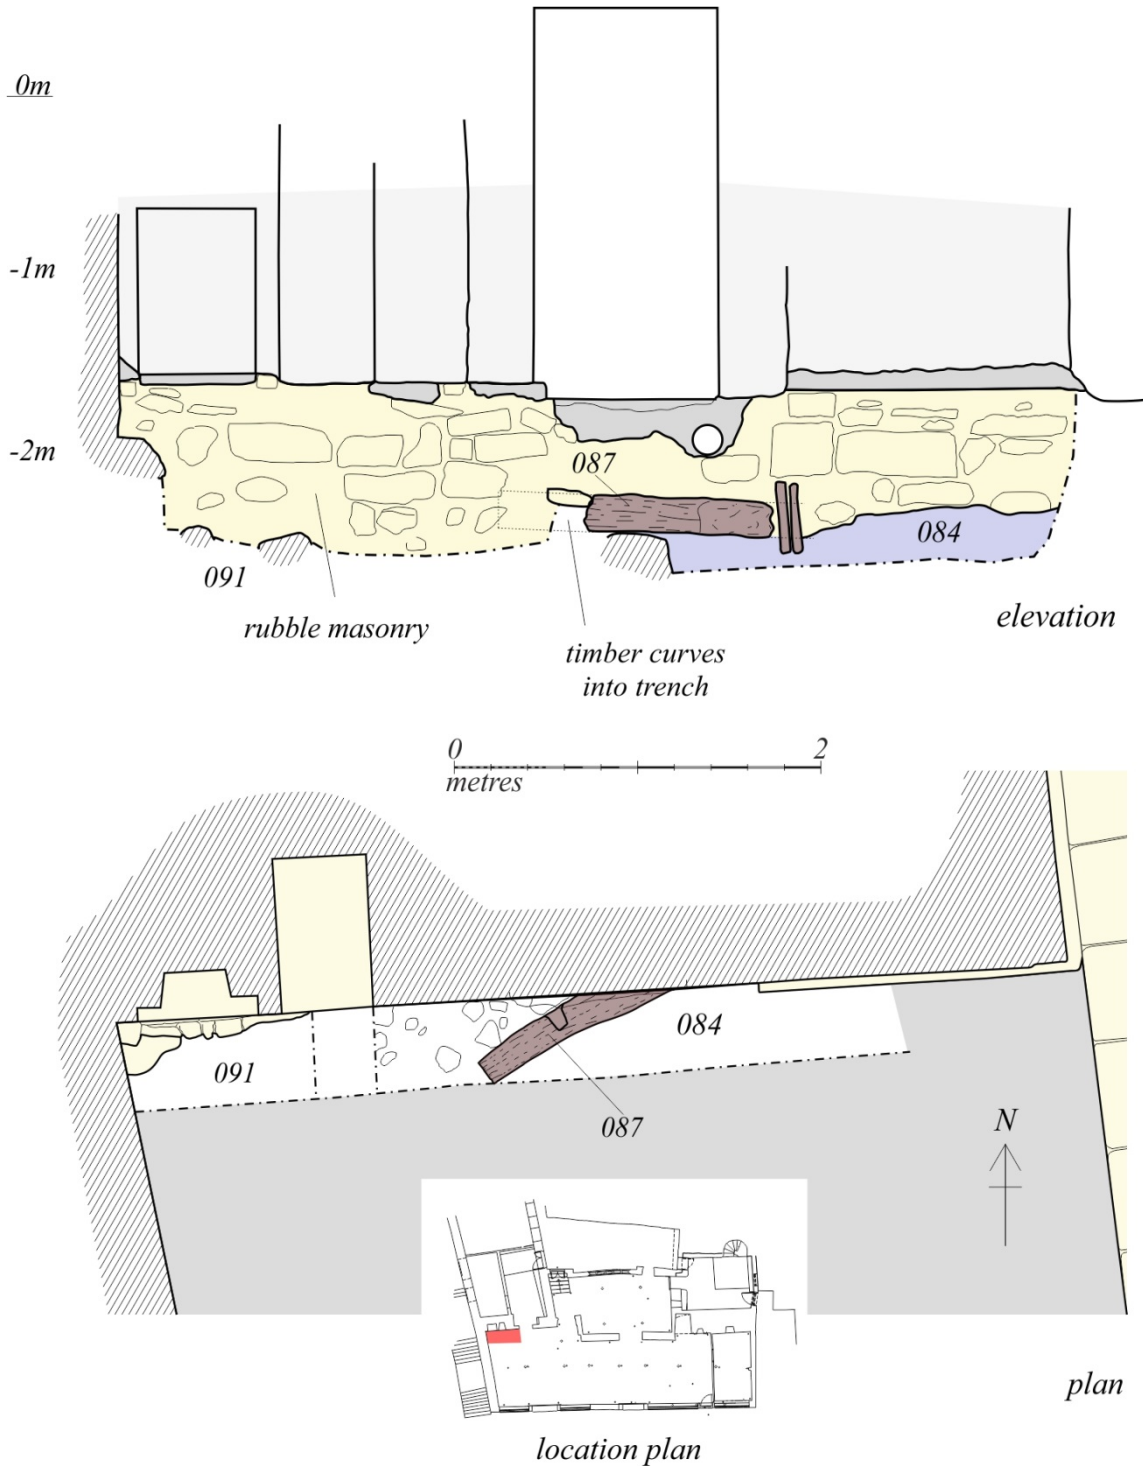 0m
-1m
-2m
087
084
091
elevation
rubble masonry
timber curves
into trench
0 2
metres
084
091
087
N
plan
location plan